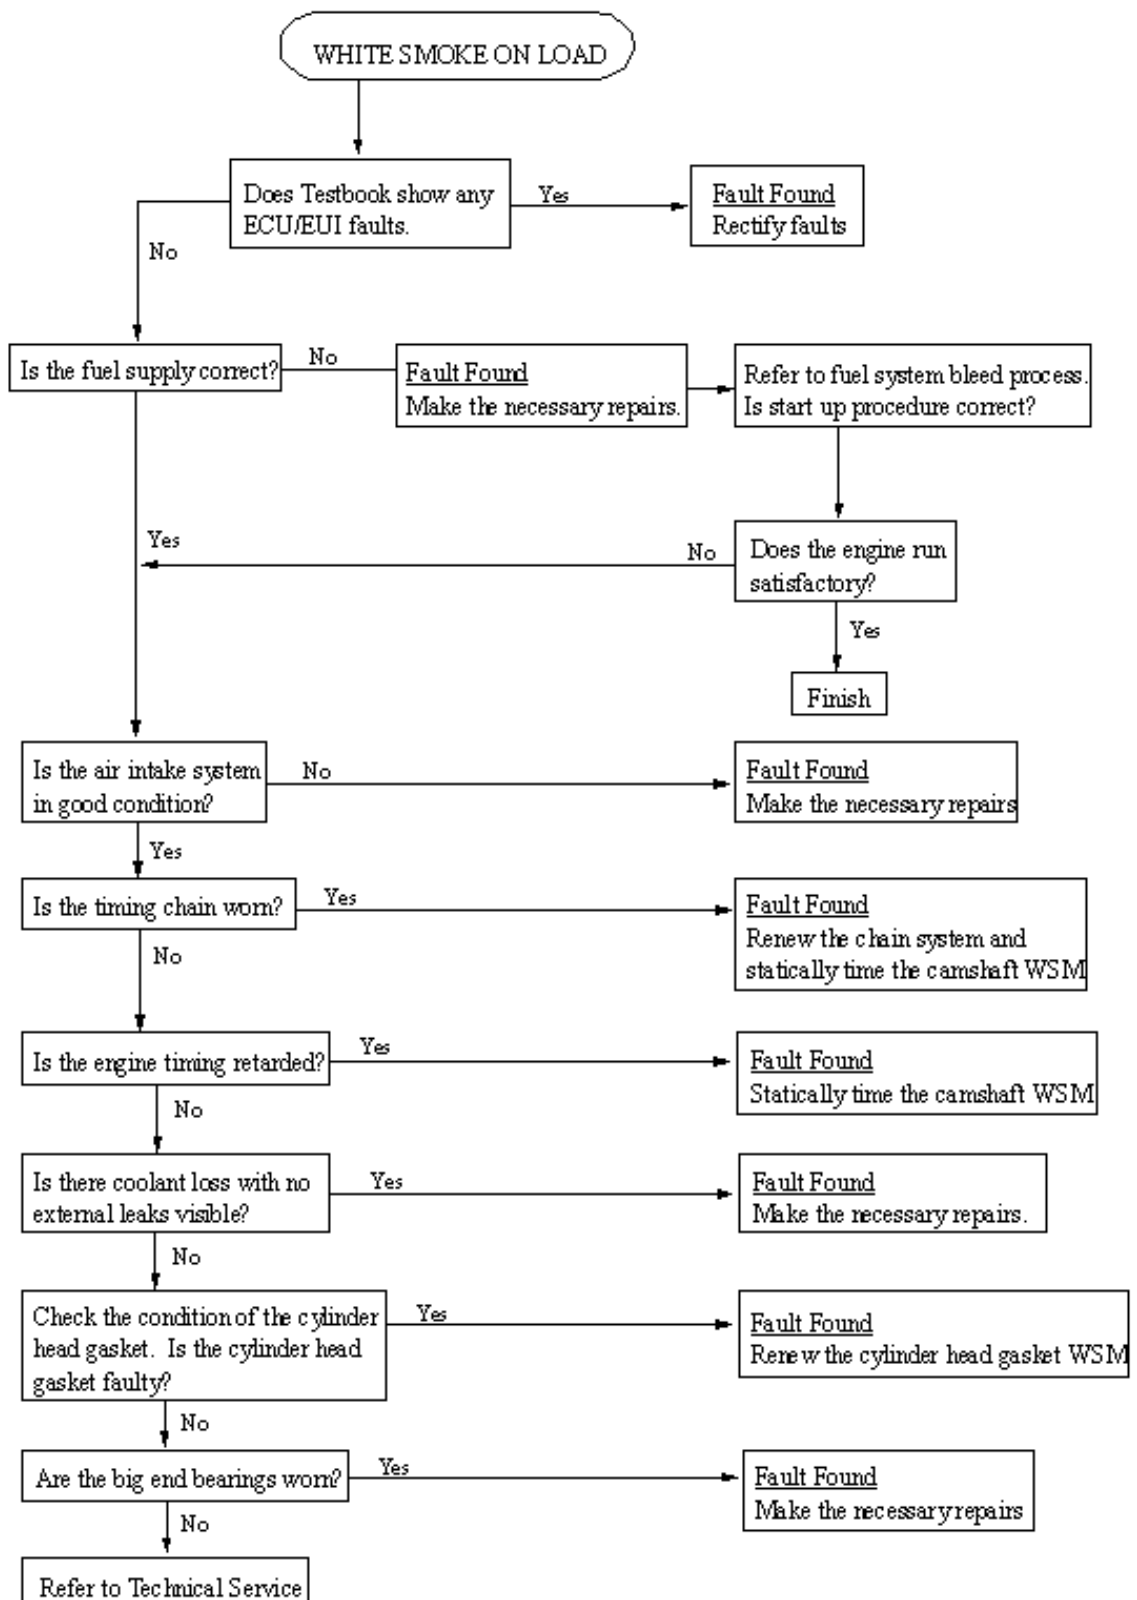 WHITE SMOKE ON LOAD
Does Testbook show any
ECU/EUI faults.
Yes
Fault Found
Rectify faults
No
Is the fuel supply correct?
No
Fault Found
Make the necessary repairs.
Refer to fuel system bleed process.
Is start up procedure correct?
Yes
No
Does the engine run
satisfactory?
Yes
Finish
Is the air intake system
in good condition?
No
Fault Found
Make the necessary repairs
Yes
Is the timing chain worn?
Yes
Fault Found
Renew the chain system and
statically time the camshaft WSM
No
Is the engine timing retarded?
Yes
Fault Found
Statically time the camshaft WSM
No
Is there coolant loss with no
external leaks visible?
Yes
Fault Found
Make the necessary repairs.
No
Check the condition of the cylinder
head gasket. Is the cylinder head
gasket faulty?
Yes
Fault Found
Renew the cylinder head gasket WSM
No
Are the big end bearings worn?
Yes
Fault Found
Make the necessary repairs
No
Refer to Technical Service